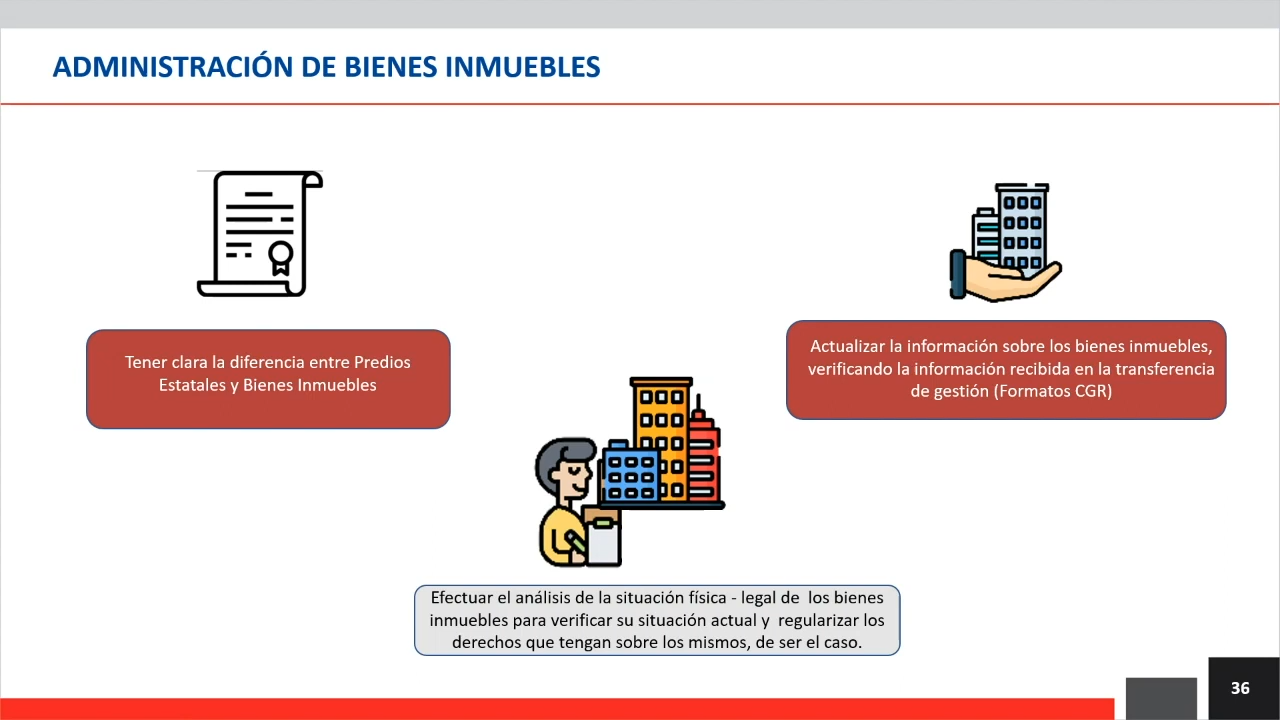 ADMINISTRACIÓN DE BIENES INMUEBLES
Tener clara la diferencia entre Predios
Estatales y Bienes Inmuebles
Actualizar la información sobre los bienes inmuebles,
verificando la información recibida en la transferencia
de gestión (Formatos CGR)
Efectuar el análisis de la situación física - legal de los bienes
inmuebles para verificar su situación actual y regularizar los
derechos que tengan sobre los mismos, de ser el caso.
36